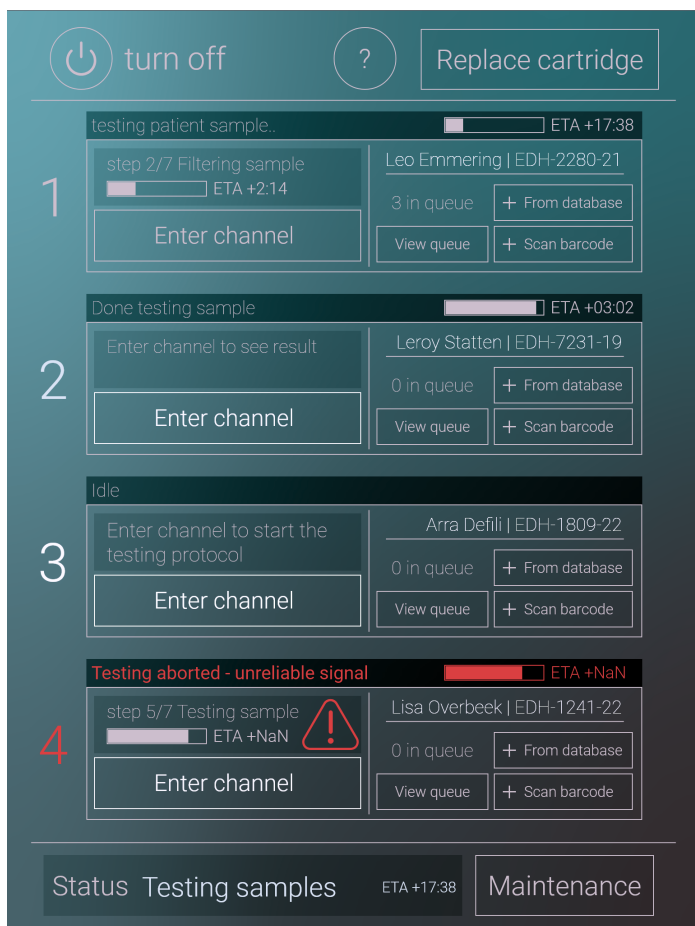 turn off
?
Replace cartridge
testing patient sample..
ETA +17:38
1
step 2/7 Filtering sample
ETA +2:14
Enter channel
Leo Emmering | EDH-2280-21
3 in queue
+ From database
View queue
+ Scan barcode
Done testing sample
ETA +03:02
2
Enter channel to see result
Enter channel
Leroy Statten | EDH-7231-19
0 in queue
+ From database
View queue
+ Scan barcode
Idle
3
Enter channel to start the
testing protocol
Enter channel
Arra Defili | EDH-1809-22
0 in queue
+ From database
View queue
+ Scan barcode
Testing aborted - unreliable signal
ETA +NaN
4
step 5/7 Testing sample
ETA +NaN
Enter channel
Lisa Overbeek | EDH-1241-22
0 in queue
+ From database
View queue
+ Scan barcode
Status Testing samples
ETA +17:38
Maintenance